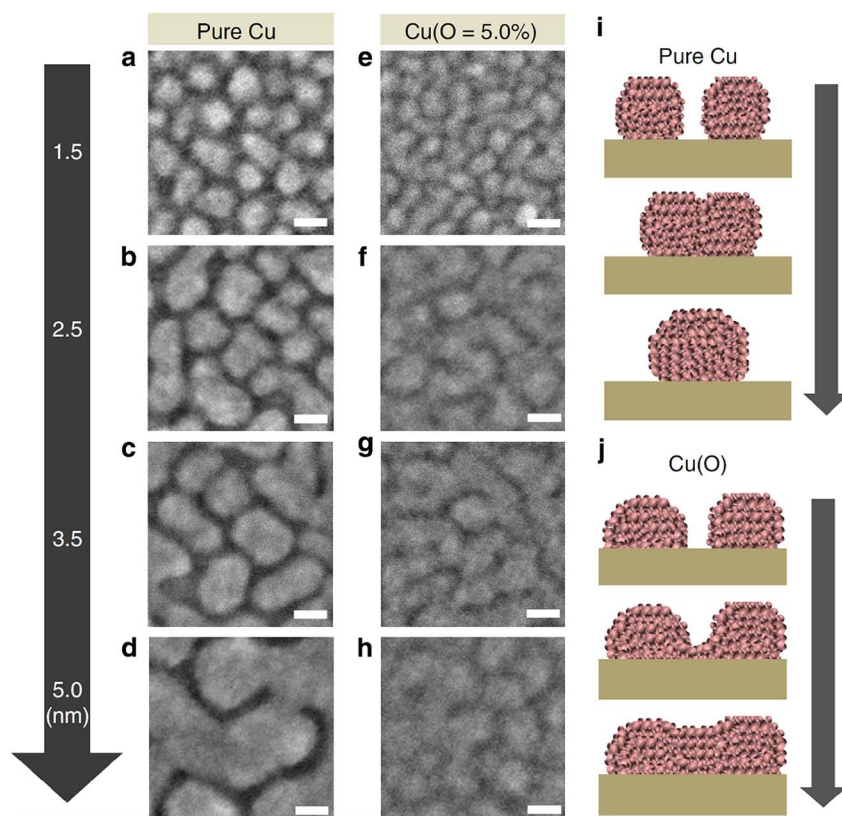 Pure Cu
Cu(O = 5.0%)
a
e
i
Pure Cu
1.5
b
f
2.5
c
g
j
Cu(O)
3.5
d
h
5.0
(nm)